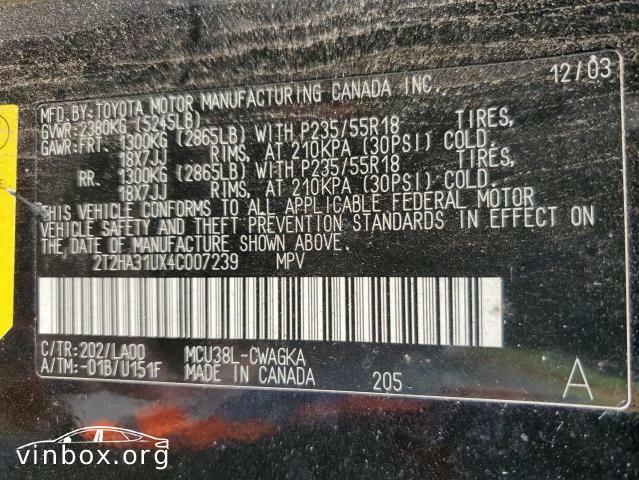 12/03
MFD.BY:TOYOTA MOTOR MANUFACTURING CANADA INC.
GVWR:2380KG (5245LB)
GAWR:FRT. 1300KG (2865LB) WITH P235/55R18 TIRES,
18X7JJ RIMS, AT 210KPA (30PSI) COLD.
RR. 1300KG (2865LB) WITH P235/55R18 TIRES,
18X7JJ RIMS, AT 210KPA (30PSI) COLD.
THIS VEHICLE CONFORMS TO ALL APPLICABLE FEDERAL MOTOR
VEHICLE SAFETY AND THEFT PREVENTION STANDARDS IN EFFECT ON
THE DATE OF MANUFACTURE SHOWN ABOVE.
2T2HA31UX4C007239 MPV
C/TR:202/LA00 MCU38L-CWAGKA
A/TM:-01B/U151F MADE IN CANADA 205 A
vinbox.org